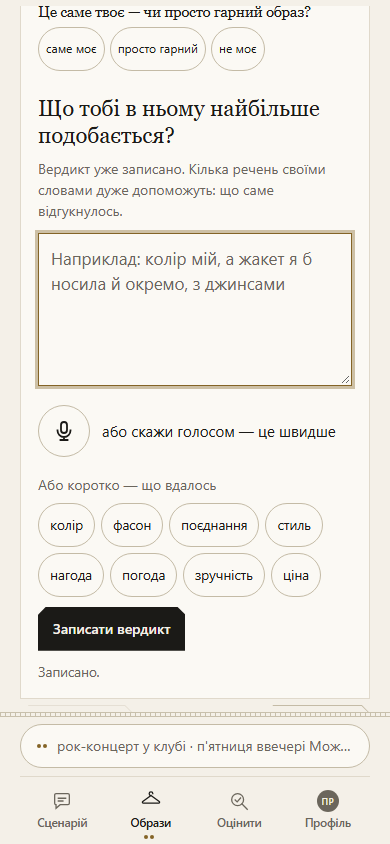 Це саме твоє — чи просто гарний образ?
саме моє
просто гарний
не моє
Що тобі в ньому найбільше
подобається?
Вердикт уже записано. Кілька речень своїми
словами дуже допоможуть: що саме
відгукнулось.
Наприклад: колір мій, а жакет я б
носила й окремо, з джинсами
або скажи голосом — це швидше
Або коротко — що вдалось
колір
фасон
поєднання
стиль
нагода
погода
зручність
ціна
Записати вердикт
Записано.
рок-концерт у клубі · п'ятниця ввечері Мож...
ПР
Сценарій
Образи
Оцінити
Профіль